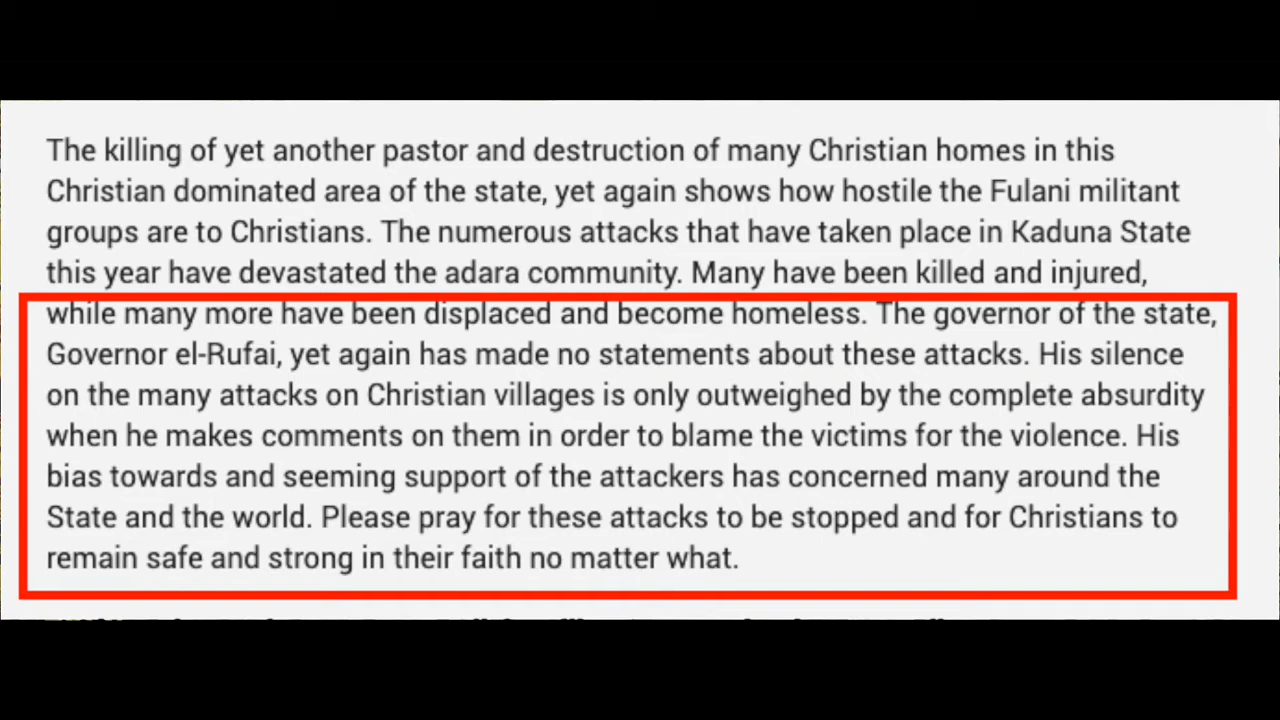 The killing of yet another pastor and destruction of many Christian homes in this
Christian dominated area of the state, yet again shows how hostile the Fulani militant
groups are to Christians. The numerous attacks that have taken place in Kaduna State
this year have devastated the adara community. Many have been killed and injured,
while many more have been displaced and become homeless. The governor of the state,
Governor el-Rufai, yet again has made no statements about these attacks. His silence
on the many attacks on Christian villages is only outweighed by the complete absurdity
when he makes comments on them in order to blame the victims for the violence. His
bias towards and seeming support of the attackers has concerned many around the
State and the world. Please pray for these attacks to be stopped and for Christians to
remain safe and strong in their faith no matter what.